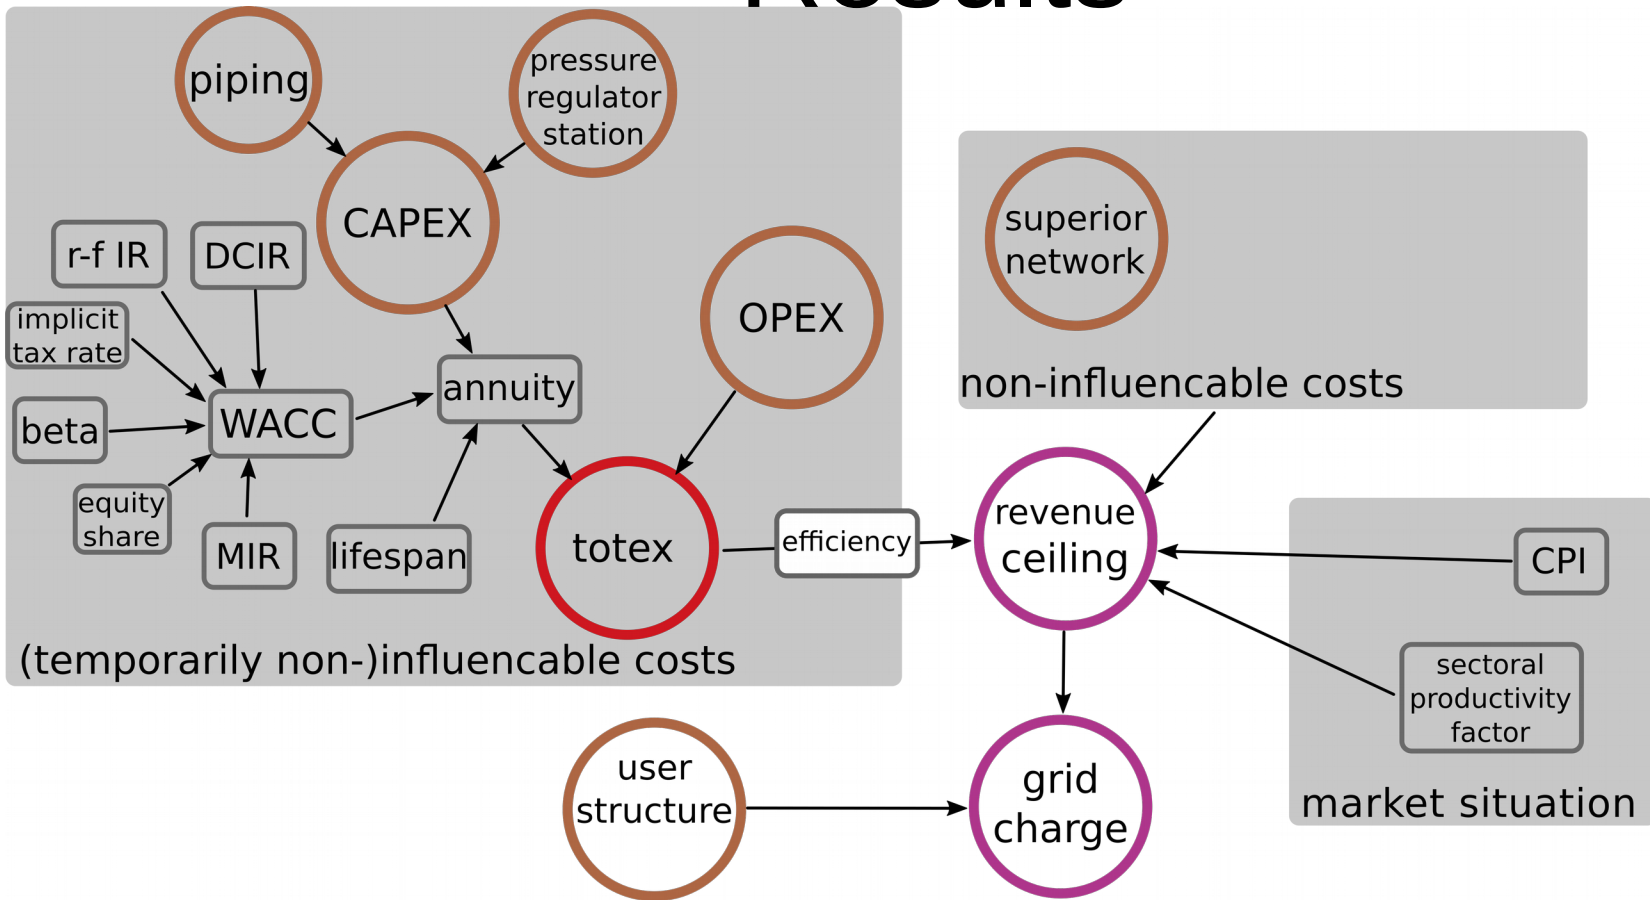 Results
piping
pressure
regulator
station
CAPEX
superior
network
r-f IR
DCIR
OPEX
implicit
tax rate
non-influencable costs
annuity
beta
WACC
equity
share
MIR
lifespan
totex
efficiency
revenue
ceiling
CPI
(temporarily non-)influencable costs
sectoral
productivity
factor
user
structure
grid
charge
market situation